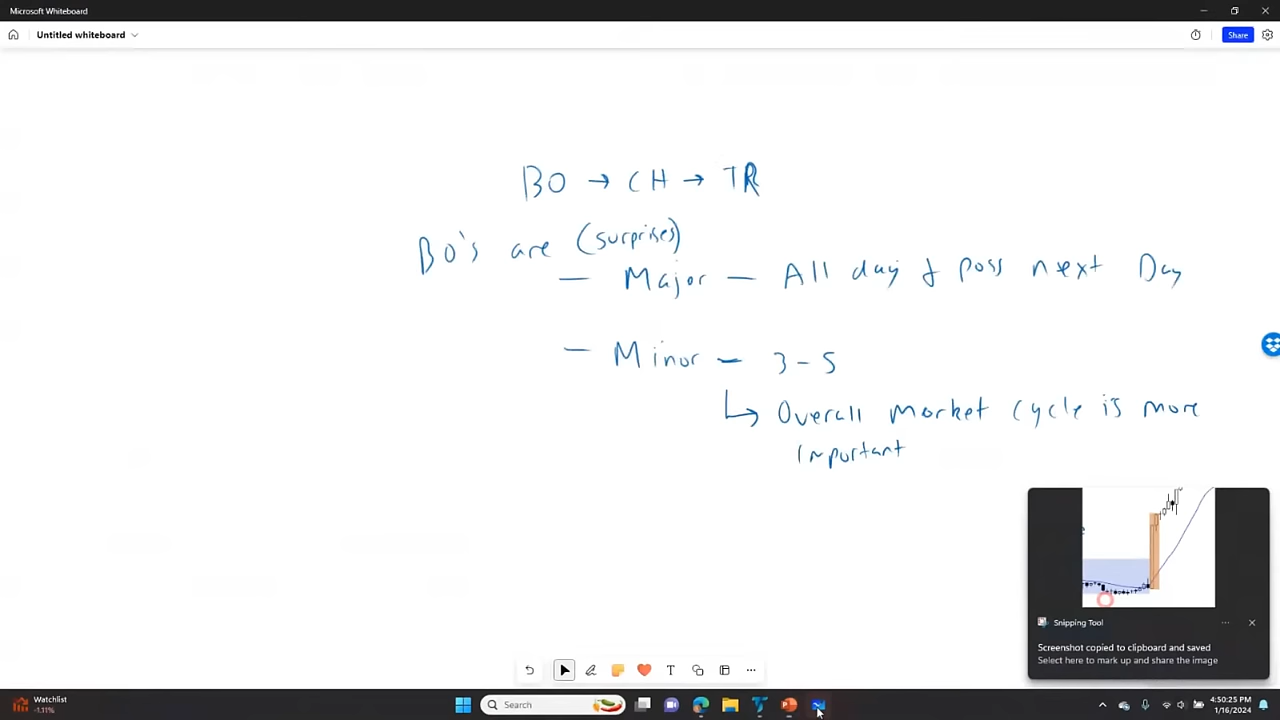 Microsoft Whiteboard
Untitled whiteboard
Share
BO → CH → TR
BO's are (surprises)
— Major — All day & poss next Day
— Minor – 3-5
↳ Overall market cycle is more
important
Snipping Tool
Screenshot copied to clipboard and saved
Select here to mark up and share the image
T
Watchlist
-1.11%
Search
4:50:25 PM
1/16/2024